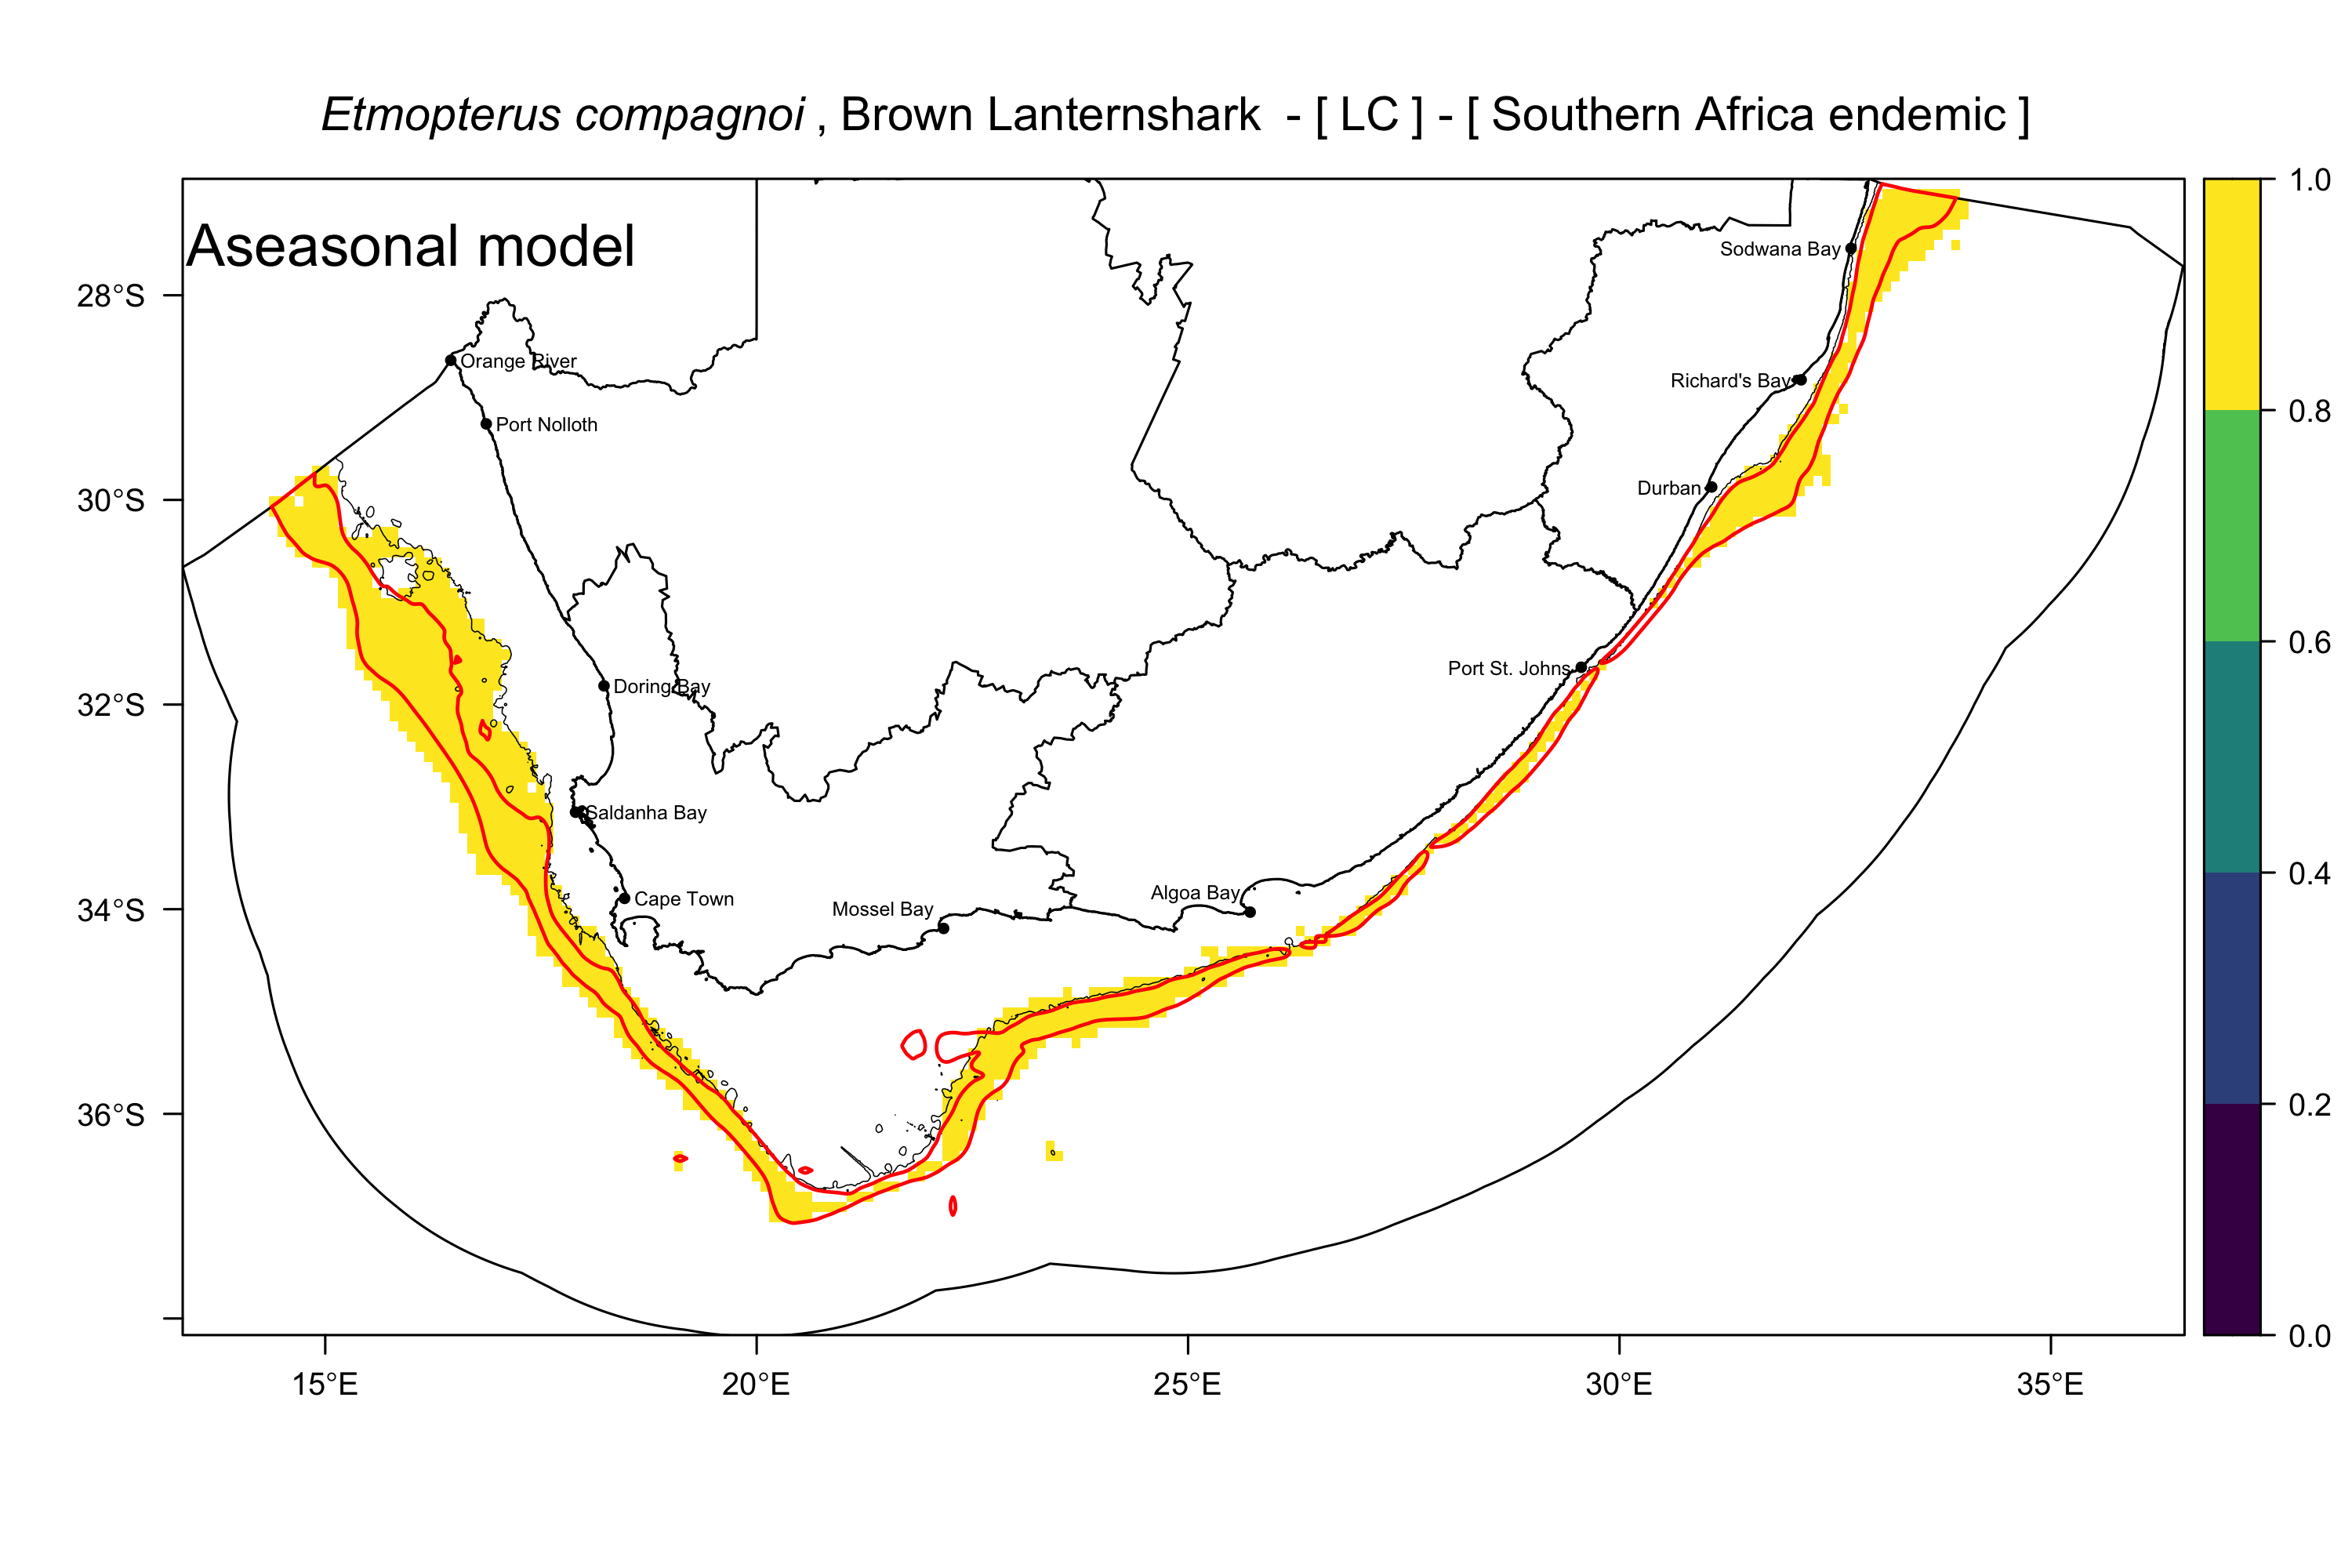 Etmopterus compagnoi , Brown Lanternshark - [ LC ] - [ Southern Africa endemic ]
Aseasonal model
1.0
0.8
0.6
0.4
0.2
0.0
28°S
30°S
32°S
34°S
36°S
15°E
20°E
25°E
30°E
35°E
Sodwana Bay
Orange River
Richard's Bay
Port Nolloth
Durban
Port St. Johns
Doring Bay
Saldanha Bay
Algoa Bay
Cape Town
Mossel Bay